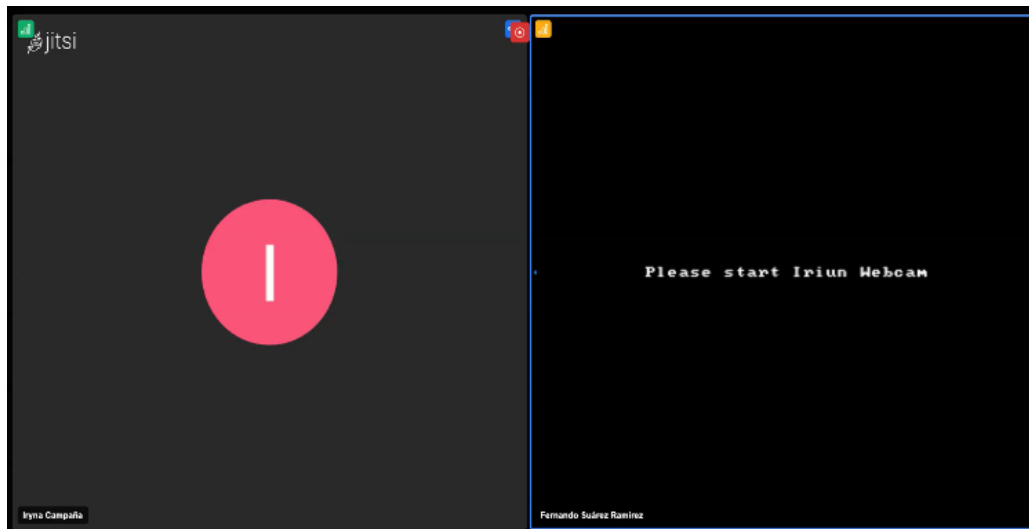 jitsi
I
Please start Iriun Webcam
Iryna Campaña
Fernando Suárez Ramirez